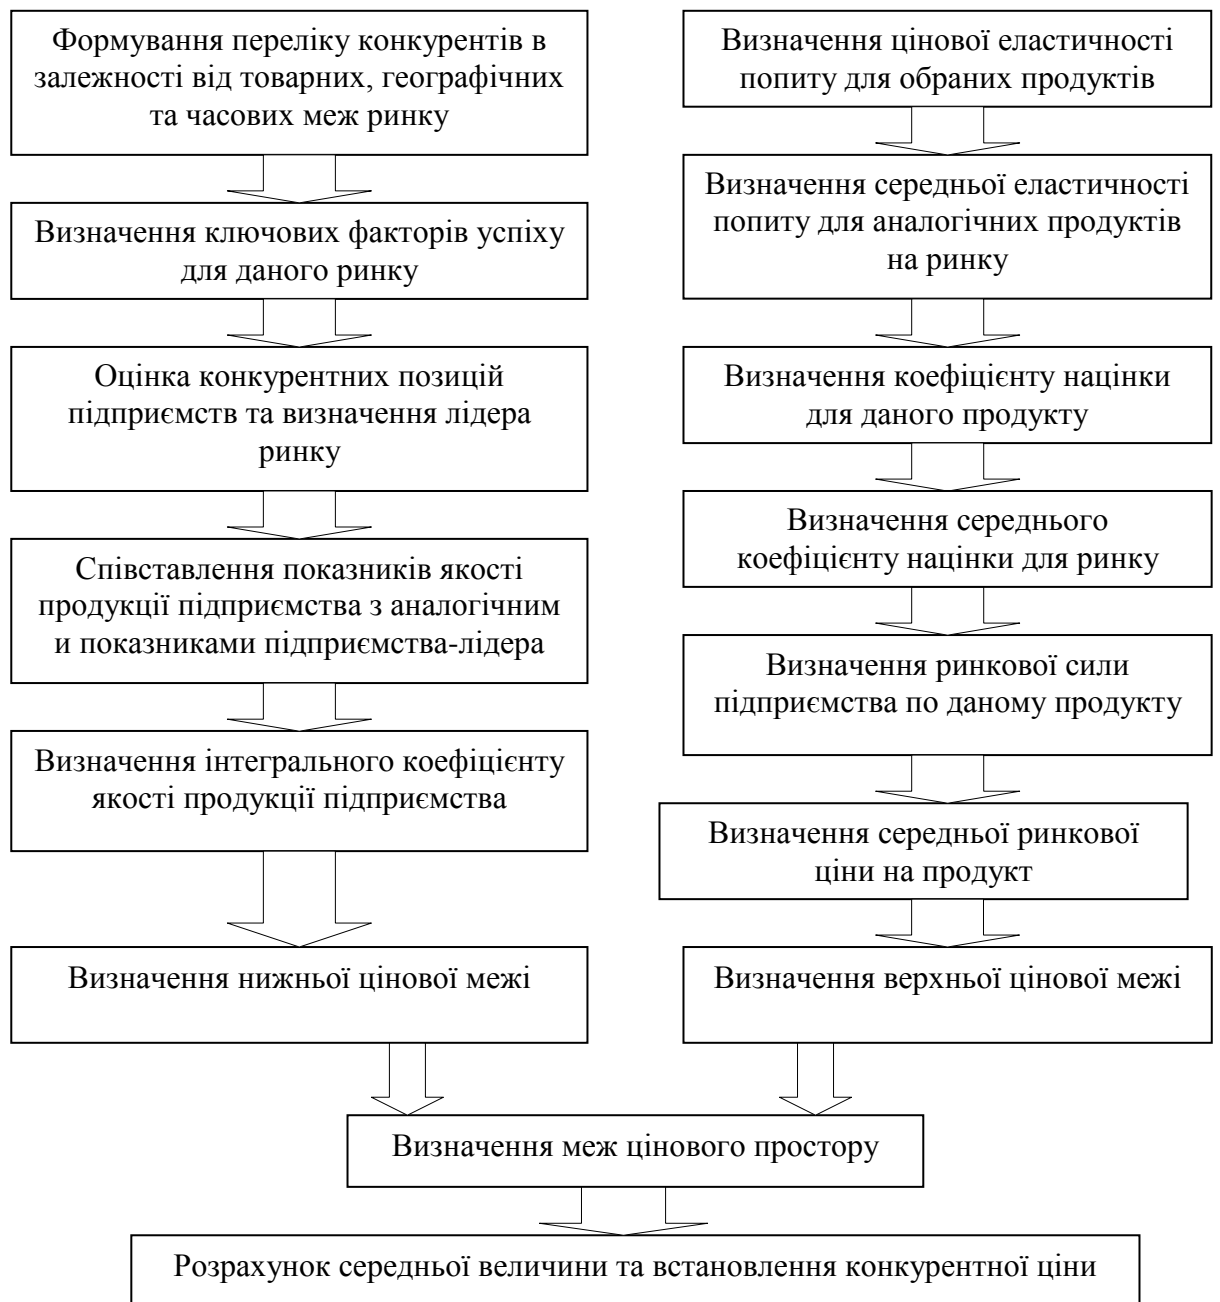 Формування переліку конкурентів в
залежності від товарних, географічних
та часових меж ринку
Визначення ключових факторів успіху
для даного ринку
Оцінка конкурентних позицій
підприємств та визначення лідера
ринку
Співставлення показників якості
продукції підприємства з аналогічним
и показниками підприємства-лідера
Визначення інтегрального коефіцієнту
якості продукції підприємства
Визначення нижньої цінової межі
Визначення цінової еластичності
попиту для обраних продуктів
Визначення середньої еластичності
попиту для аналогічних продуктів
на ринку
Визначення коефіцієнту націнки
для даного продукту
Визначення середнього
коефіцієнту націнки для ринку
Визначення ринкової сили
підприємства по даному продукту
Визначення середньої ринкової
ціни на продукт
Визначення верхньої цінової межі
Визначення меж цінового простору
Розрахунок середньої величини та встановлення конкурентної ціни